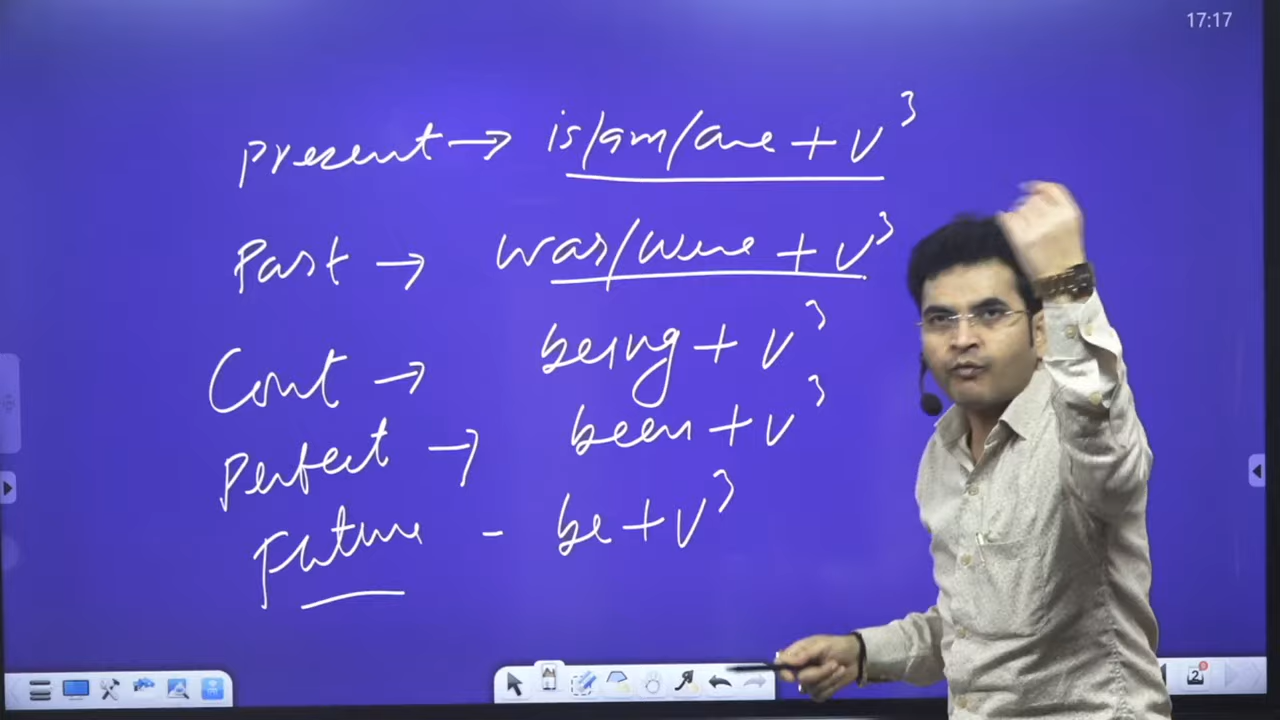 17:17
Present → is/am/are + v³
Past → was/were + v³
Cont → being + v³
Perfect → been + v³
Future - be + v³
2